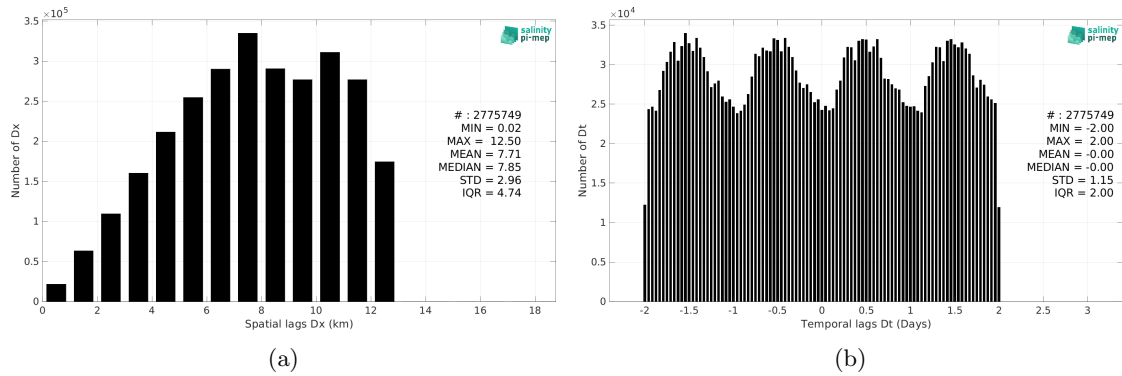 ×10⁵
3.5
3
2.5
2
1.5
1
0.5
0
Number of Dx
0 2 4 6 8 10 12 14 16 18
Spatial lags Dx (km)
salinity
pi-mep
# : 2775749
MIN = 0.02
MAX = 12.50
MEAN = 7.71
MEDIAN = 7.85
STD = 2.96
IQR = 4.74
(a)
×10⁴
3.5
3
2.5
2
1.5
1
0.5
0
Number of Dt
-2 -1.5 -1 -0.5 0 0.5 1 1.5 2 2.5 3
Temporal lags Dt (Days)
salinity
pi-mep
# : 2775749
MIN = -2.00
MAX = 2.00
MEAN = -0.00
MEDIAN = -0.00
STD = 1.15
IQR = 2.00
(b)